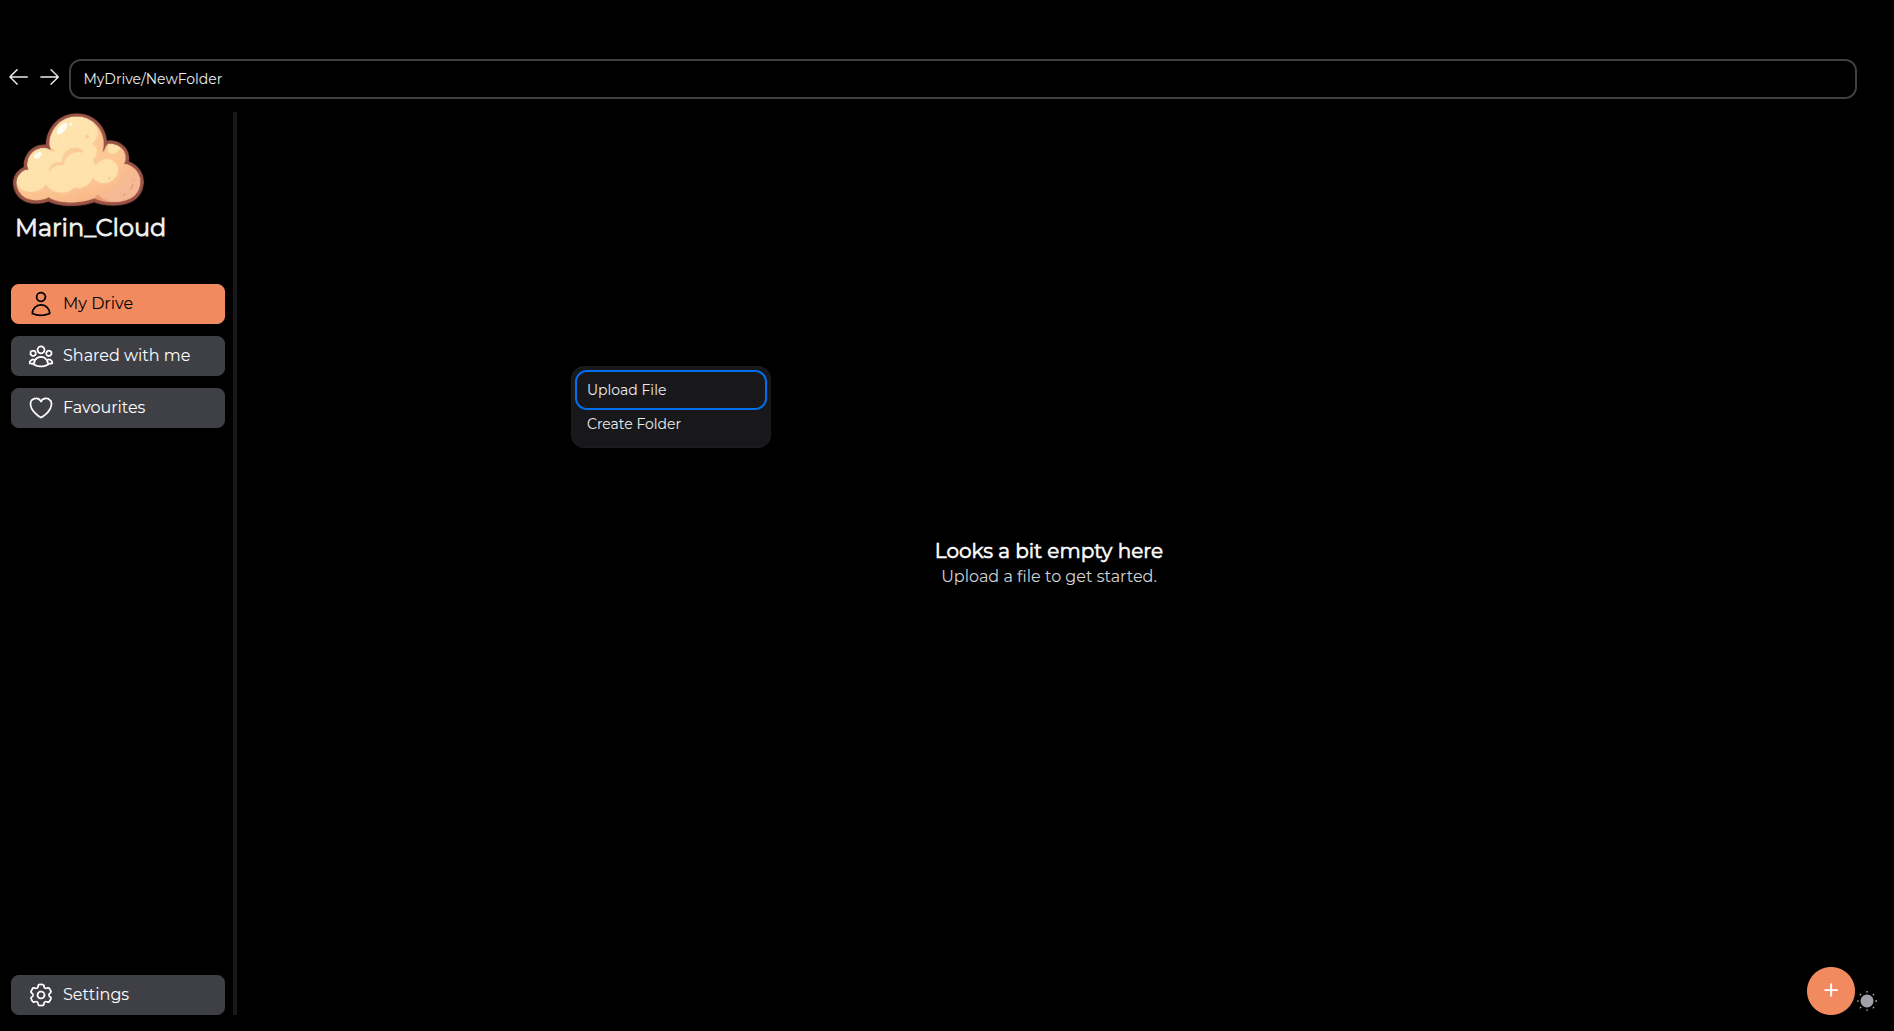 MyDrive/NewFolder
Marin_Cloud
My Drive
Shared with me
Favourites
Upload File
Create Folder
Looks a bit empty here
Upload a file to get started.
Settings
+